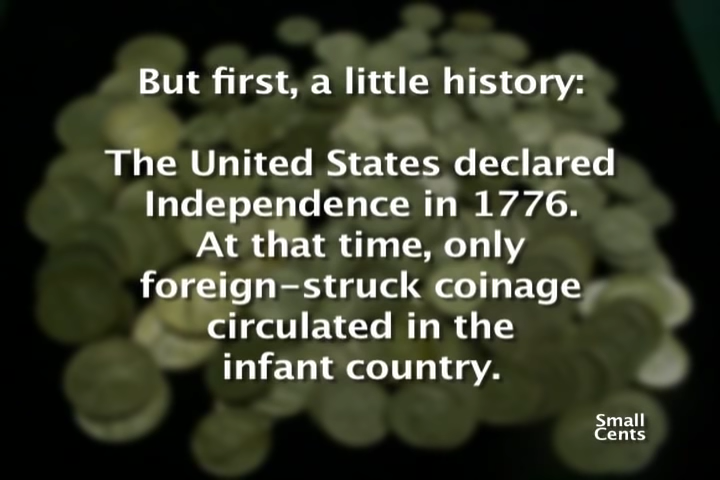 But first, a little history:
The United States declared
Independence in 1776.
At that time, only
foreign-struck coinage
circulated in the
infant country.
Small
Cents